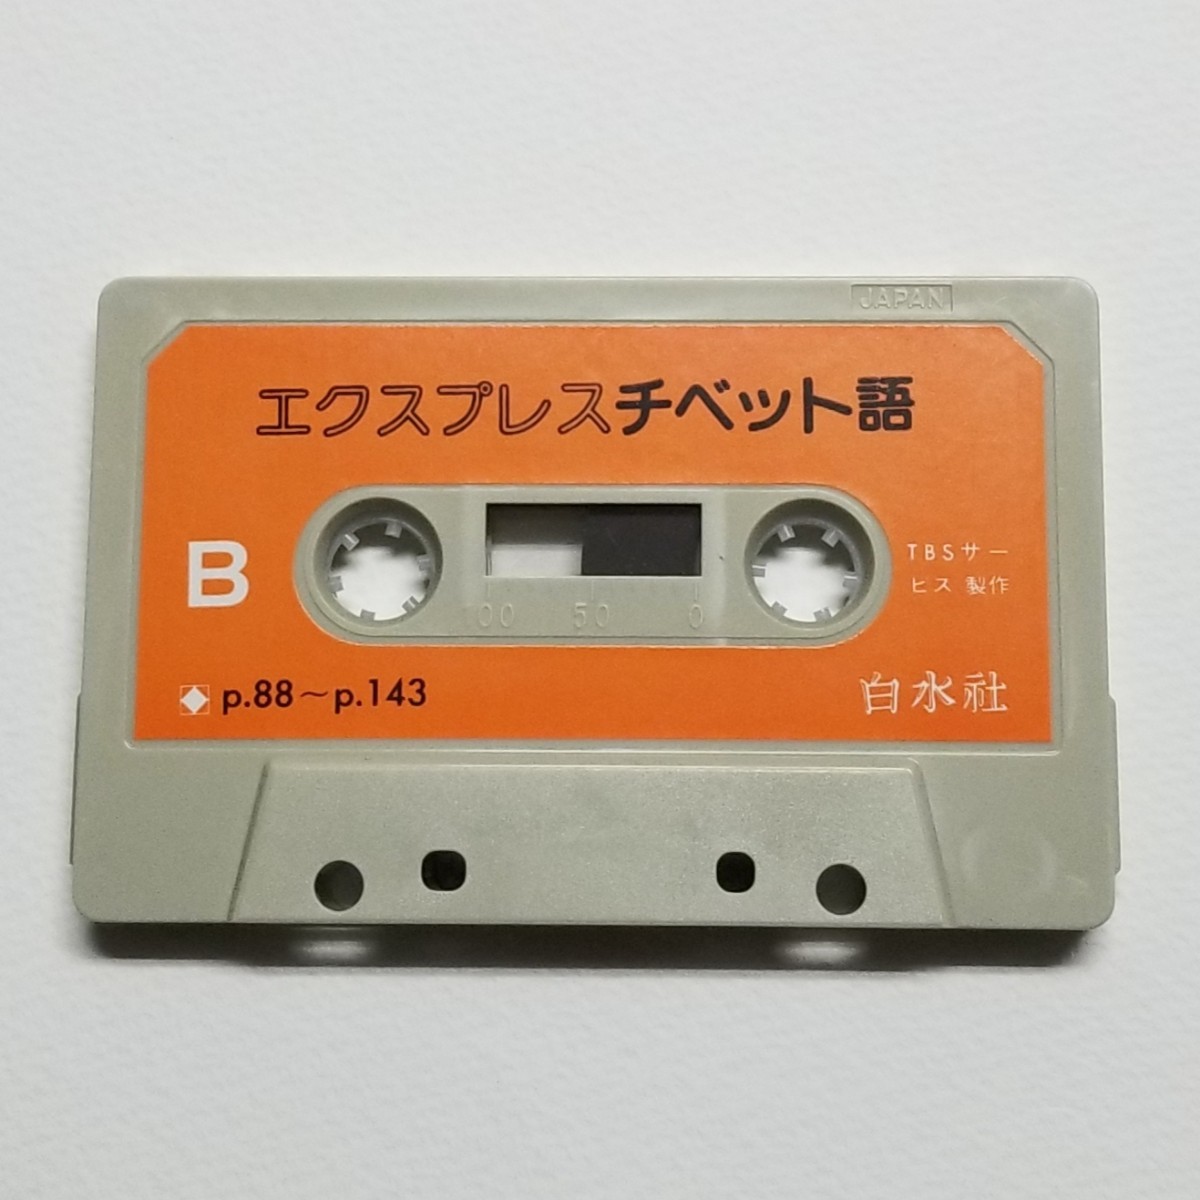 JAPAN
エクスプレスチベット語
B
TBSサー
ビス 製作
00 50 0
p.88～p.143
白水社